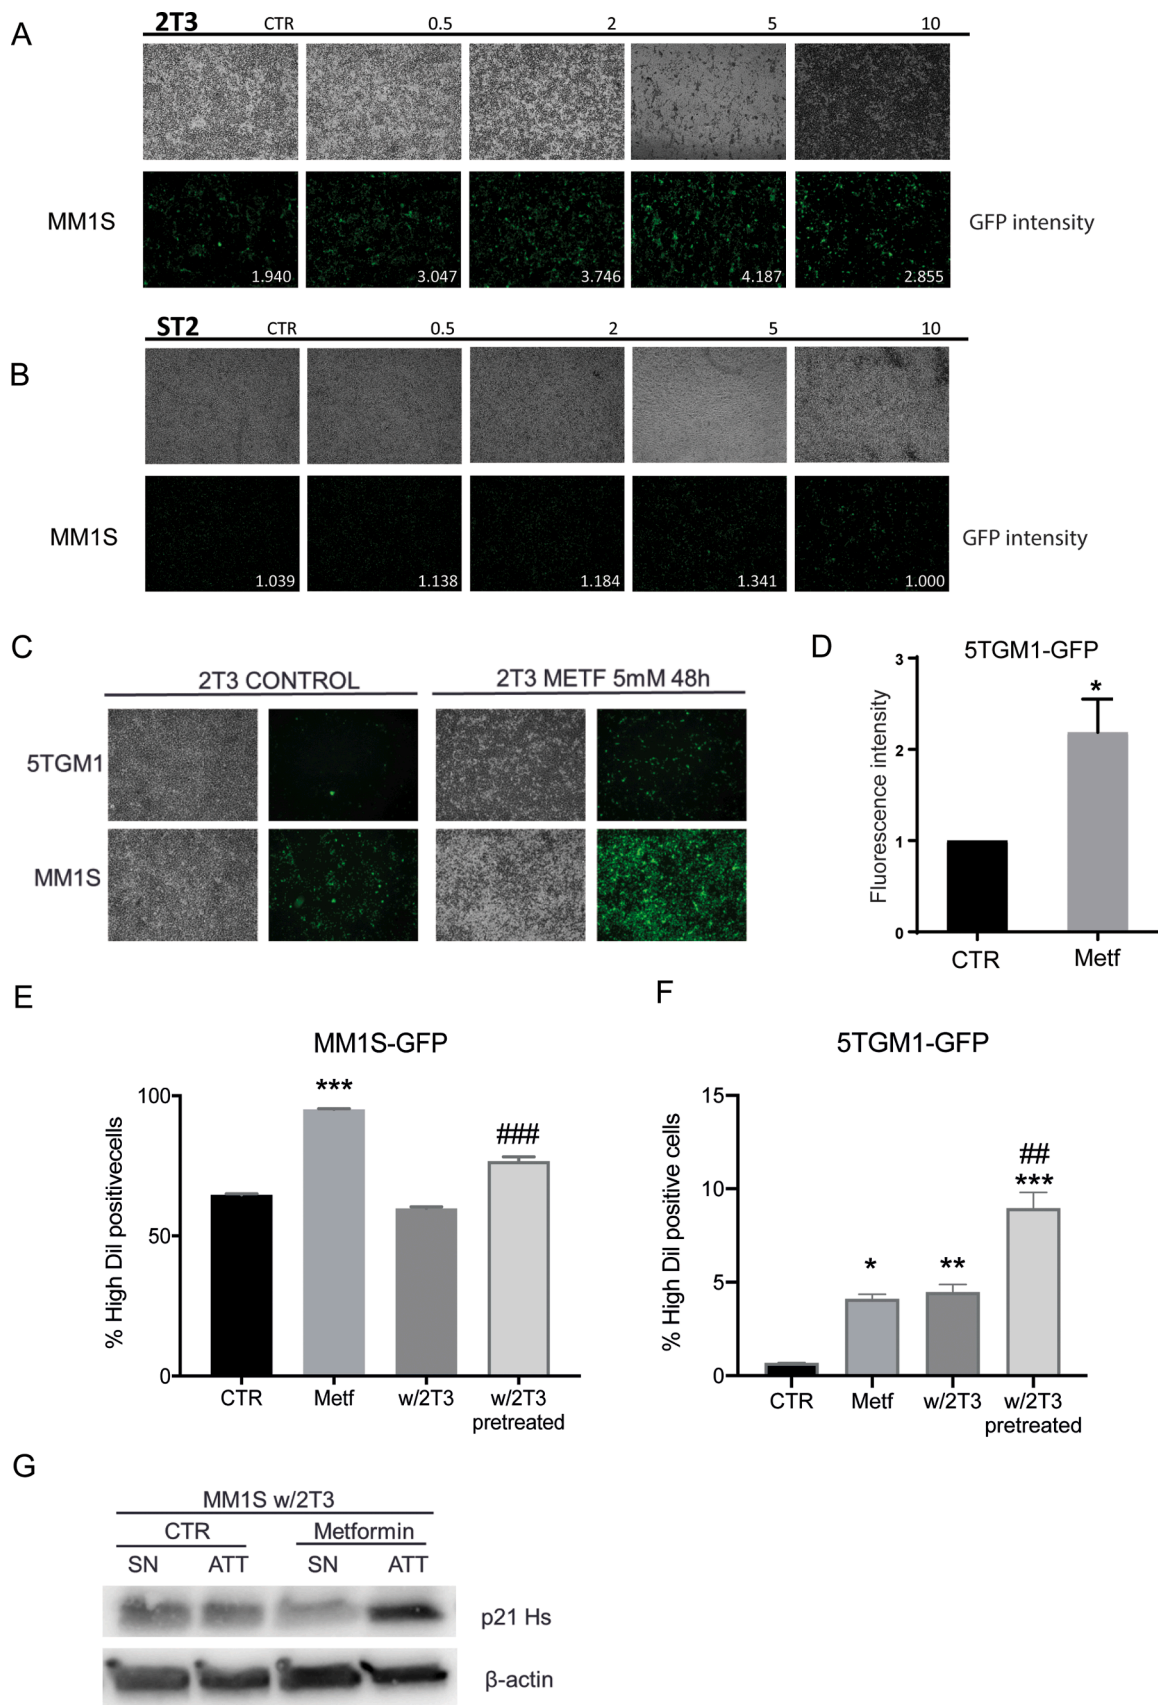 A
2T3 CTR 0.5 2 5 10
MM1S
GFP intensity
1.940 3.047 3.746 4.187 2.855
ST2 CTR 0.5 2 5 10
B
MM1S
GFP intensity
1.039 1.138 1.184 1.341 1.000
C
2T3 CONTROL 2T3 METF 5mM 48h
5TGM1
MM1S
D
5TGM1-GFP
Fluorescence intensity
3
2
1
0
*
CTR Metf
E
MM1S-GFP
% High Dil positivecells
100
50
0
***
###
CTR Metf w/2T3 w/2T3
pretreated
F
5TGM1-GFP
% High Dil positive cells
15
10
5
0
*
**
##
***
CTR Metf w/2T3 w/2T3
pretreated
G
MM1S w/2T3
CTR Metformin
SN ATT SN ATT
p21 Hs
β-actin